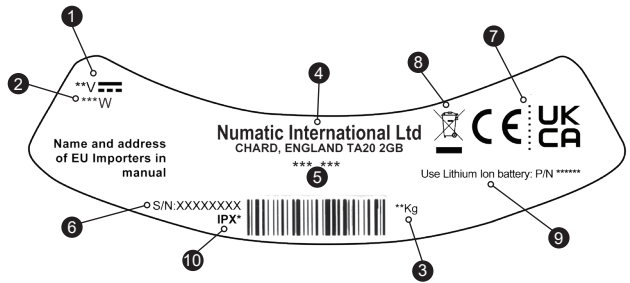 1
2
**V
***W
4
8
7
Numatic International Ltd
CHARD, ENGLAND TA20 2GB
*** ***
5
CE
UK
CA
Name and address
of EU Importers in
manual
Use Lithium Ion battery: P/N ******
6
S/N:XXXXXXXX
IPX*
10
**Kg
3
9